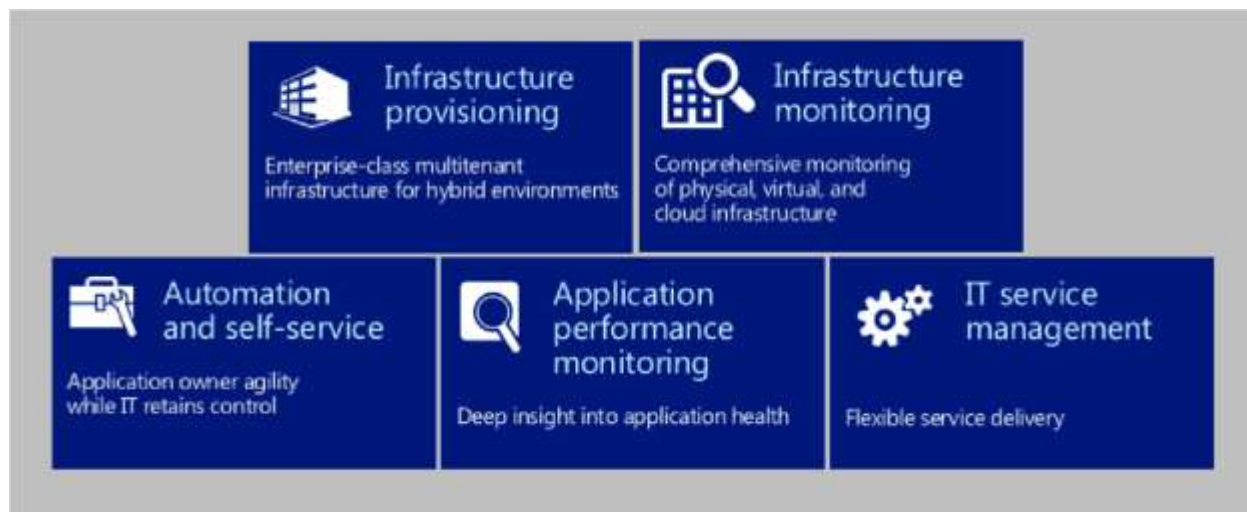 Infrastructure
provisioning
Enterprise-class multitenant
infrastructure for hybrid environments
Infrastructure
monitoring
Comprehensive monitoring
of physical, virtual, and
cloud infrastructure
Automation
and self-service
Application owner agility
while IT retains control
Application
performance
monitoring
Deep insight into application health
IT service
management
Flexible service delivery